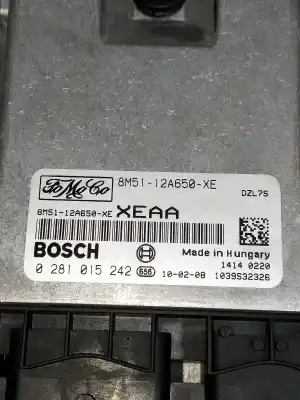 FoMoCo 8M51-12A650-XE
DZL7S
8M51-12A650-XE XEAA
BOSCH Made in Hungary
1414 0220
0 281 015 242 656 10-02-08 1039S32326